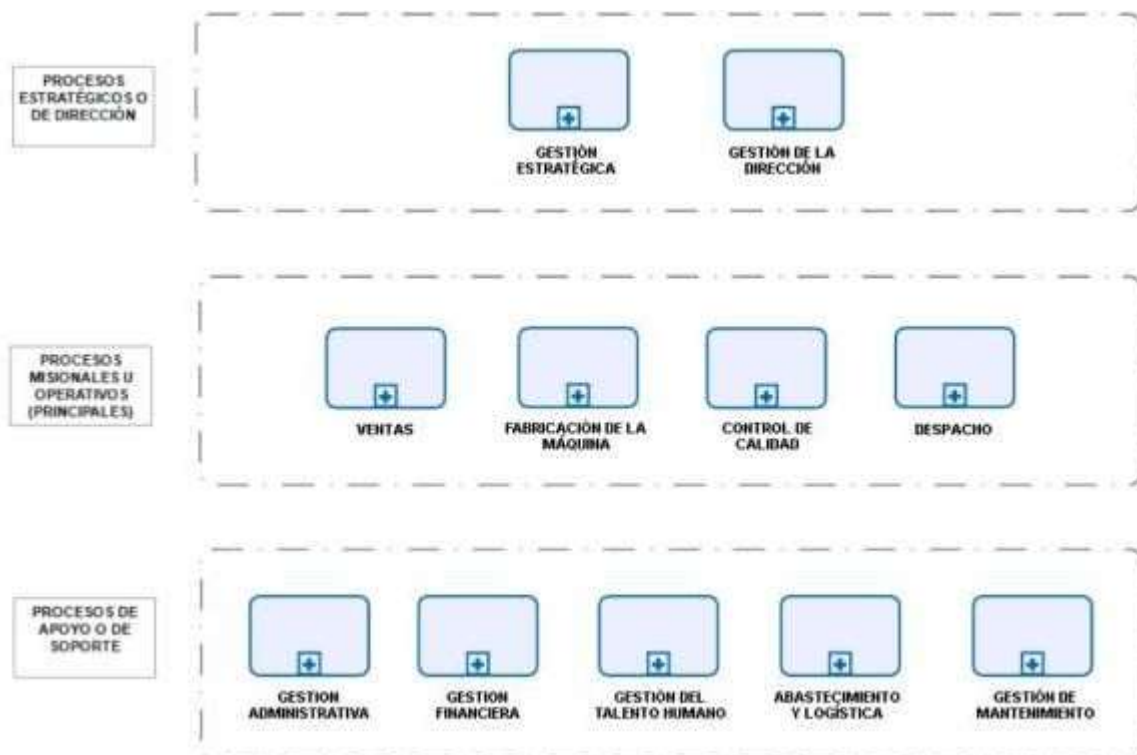 PROCESOS
ESTRATÉGICOS O
DE DIRECCIÓN
GESTIÓN
ESTRATÉGICA
GESTIÓN DE LA
DIRECCIÓN
PROCESOS
MISIONALES U
OPERATIVOS
(PRINCIPALES)
VENTAS
FABRICACIÓN DE LA
MÁQUINA
CONTROL DE
CALIDAD
DESPACHO
PROCESOS DE
APOYO O DE
SOPORTE
GESTION
ADMINISTRATIVA
GESTION
FINANCIERA
GESTIÓN DEL
TALENTO HUMANO
ABASTECIMIENTO
Y LOGÍSTICA
GESTIÓN DE
MANTENIMIENTO